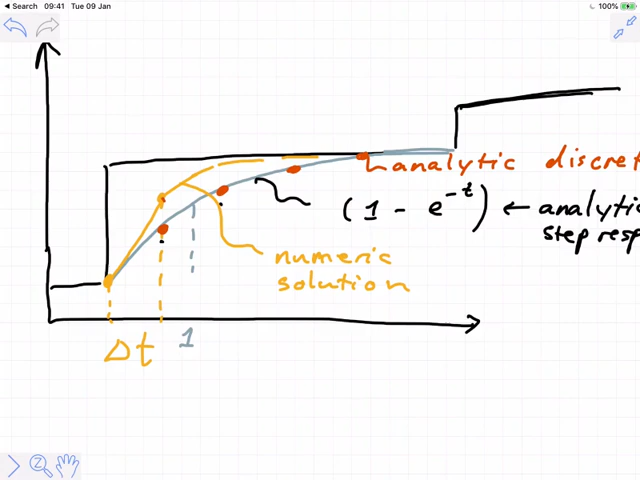 Search 09:41 Tue 09 Jan 100%
analytic discret
(1 - e^-t) ← analytic
step resp
numeric
solution
Δt 1